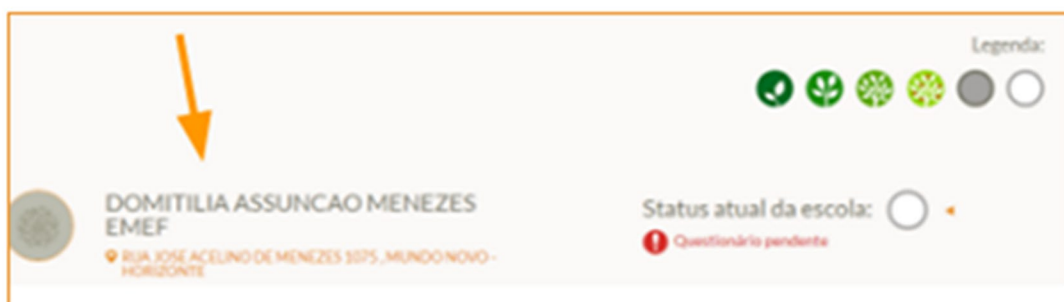 Legenda:
DOMITILIA ASSUNCAO MENEZES
EMEF
RUA JOSE ACELINO DE MENEZES 1075 , MUNDO NOVO -
HORIZONTE
Status atual da escola:
Questionário pendente